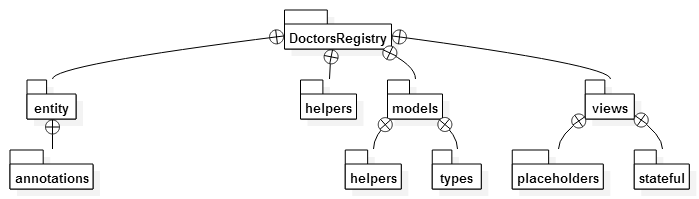 DoctorsRegistry
entity
helpers
models
views
annotations
helpers
types
placeholders
stateful